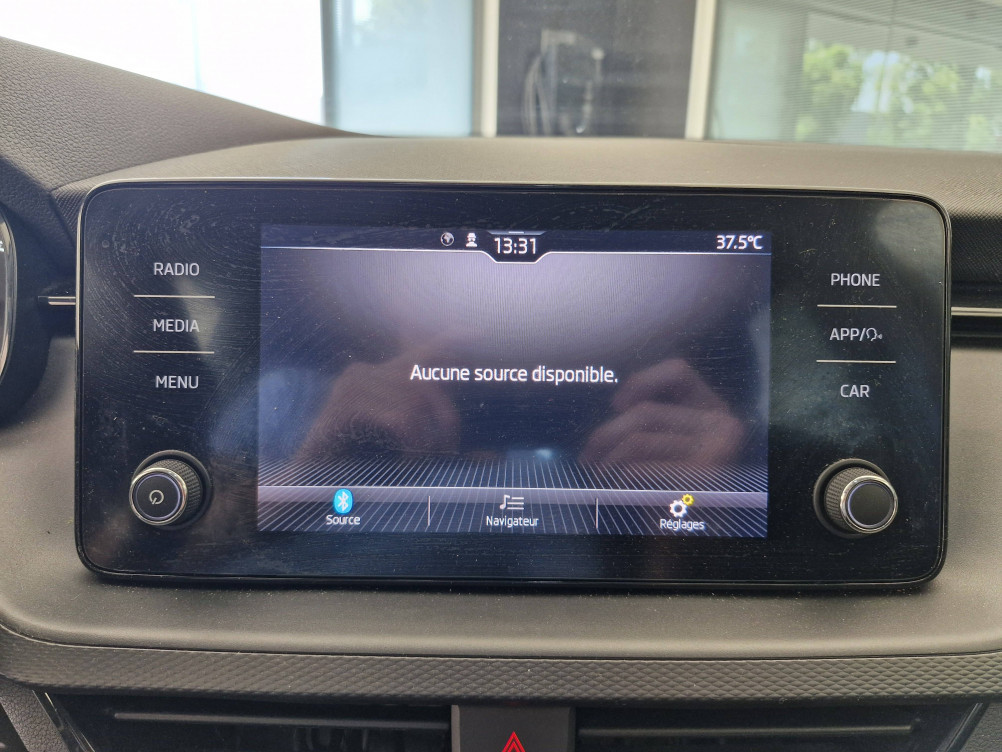 13:31
37.5°C
RADIO
MEDIA
MENU
PHONE
APP/
CAR
Aucune source disponible.
Source
Navigateur
Réglages